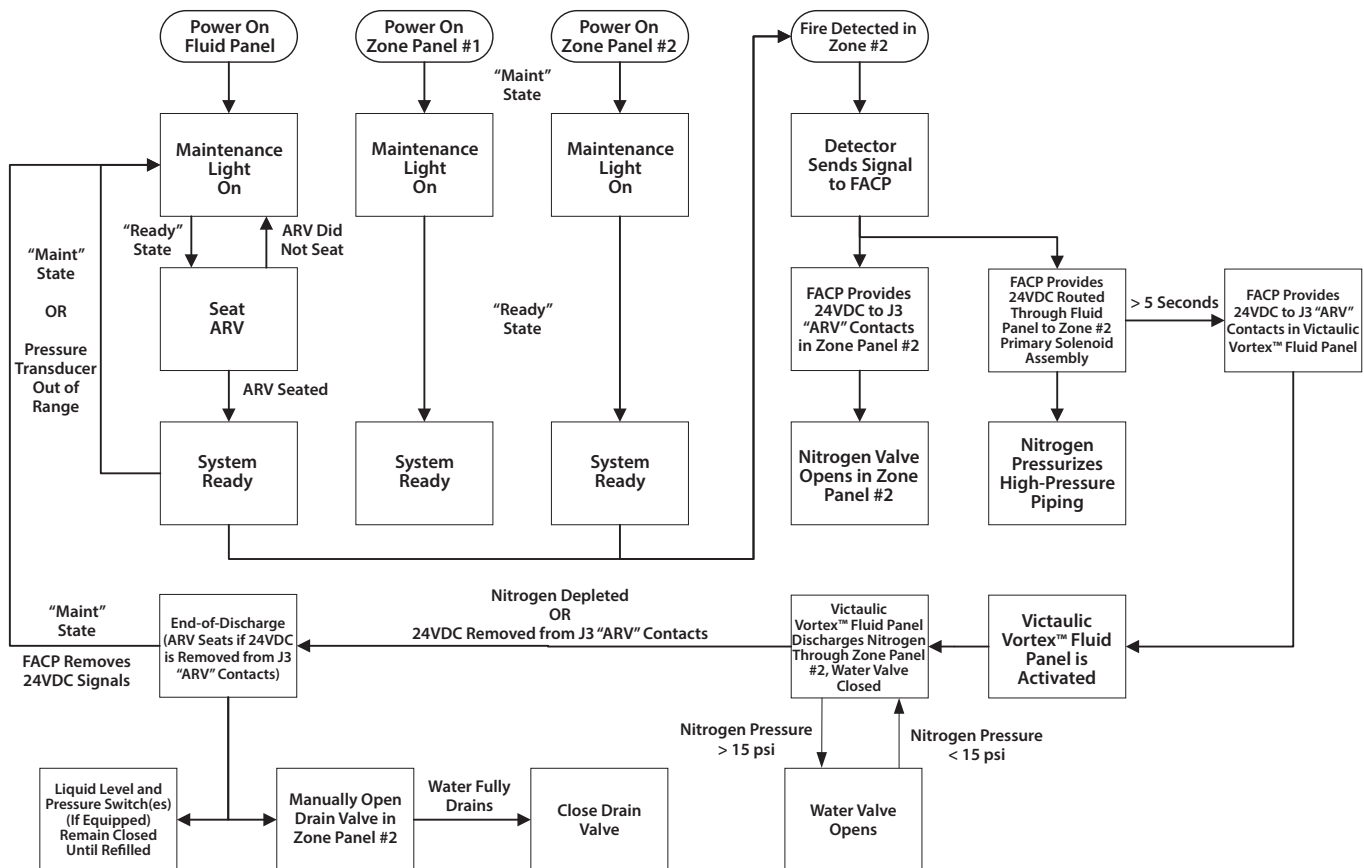 Power On
Fluid Panel
Power On
Zone Panel #1
Power On
Zone Panel #2
Fire Detected in
Zone #2
“Maint”
State
Maintenance
Light
On
Maintenance
Light
On
Maintenance
Light
On
Detector
Sends Signal
to FACP
“Ready”
State
ARV Did
Not Seat
“Maint”
State
OR
Pressure
Transducer
Out of
Range
Seat
ARV
“Ready”
State
FACP Provides
24VDC to J3
“ARV” Contacts
in Zone Panel #2
FACP Provides
24VDC Routed
Through Fluid
Panel to Zone #2
Primary Solenoid
Assembly
> 5 Seconds
FACP Provides
24VDC to J3 “ARV”
Contacts in Victaulic
Vortex™ Fluid Panel
ARV Seated
System
Ready
System
Ready
System
Ready
Nitrogen Valve
Opens in Zone
Panel #2
Nitrogen
Pressurizes
High-Pressure
Piping
“Maint”
State
FACP Removes
24VDC Signals
End-of-Discharge
(ARV Seats if 24VDC
is Removed from J3
“ARV” Contacts)
Nitrogen Depleted
OR
24VDC Removed from J3 “ARV” Contacts
Victaulic
Vortex™ Fluid Panel
Discharges Nitrogen
Through Zone Panel
#2, Water Valve
Closed
Victaulic
Vortex™ Fluid
Panel is
Activated
Nitrogen Pressure
> 15 psi
Nitrogen Pressure
< 15 psi
Liquid Level and
Pressure Switch(es)
(If Equipped)
Remain Closed
Until Refilled
Manually Open
Drain Valve in
Zone Panel #2
Water Fully
Drains
Close Drain
Valve
Water Valve
Opens